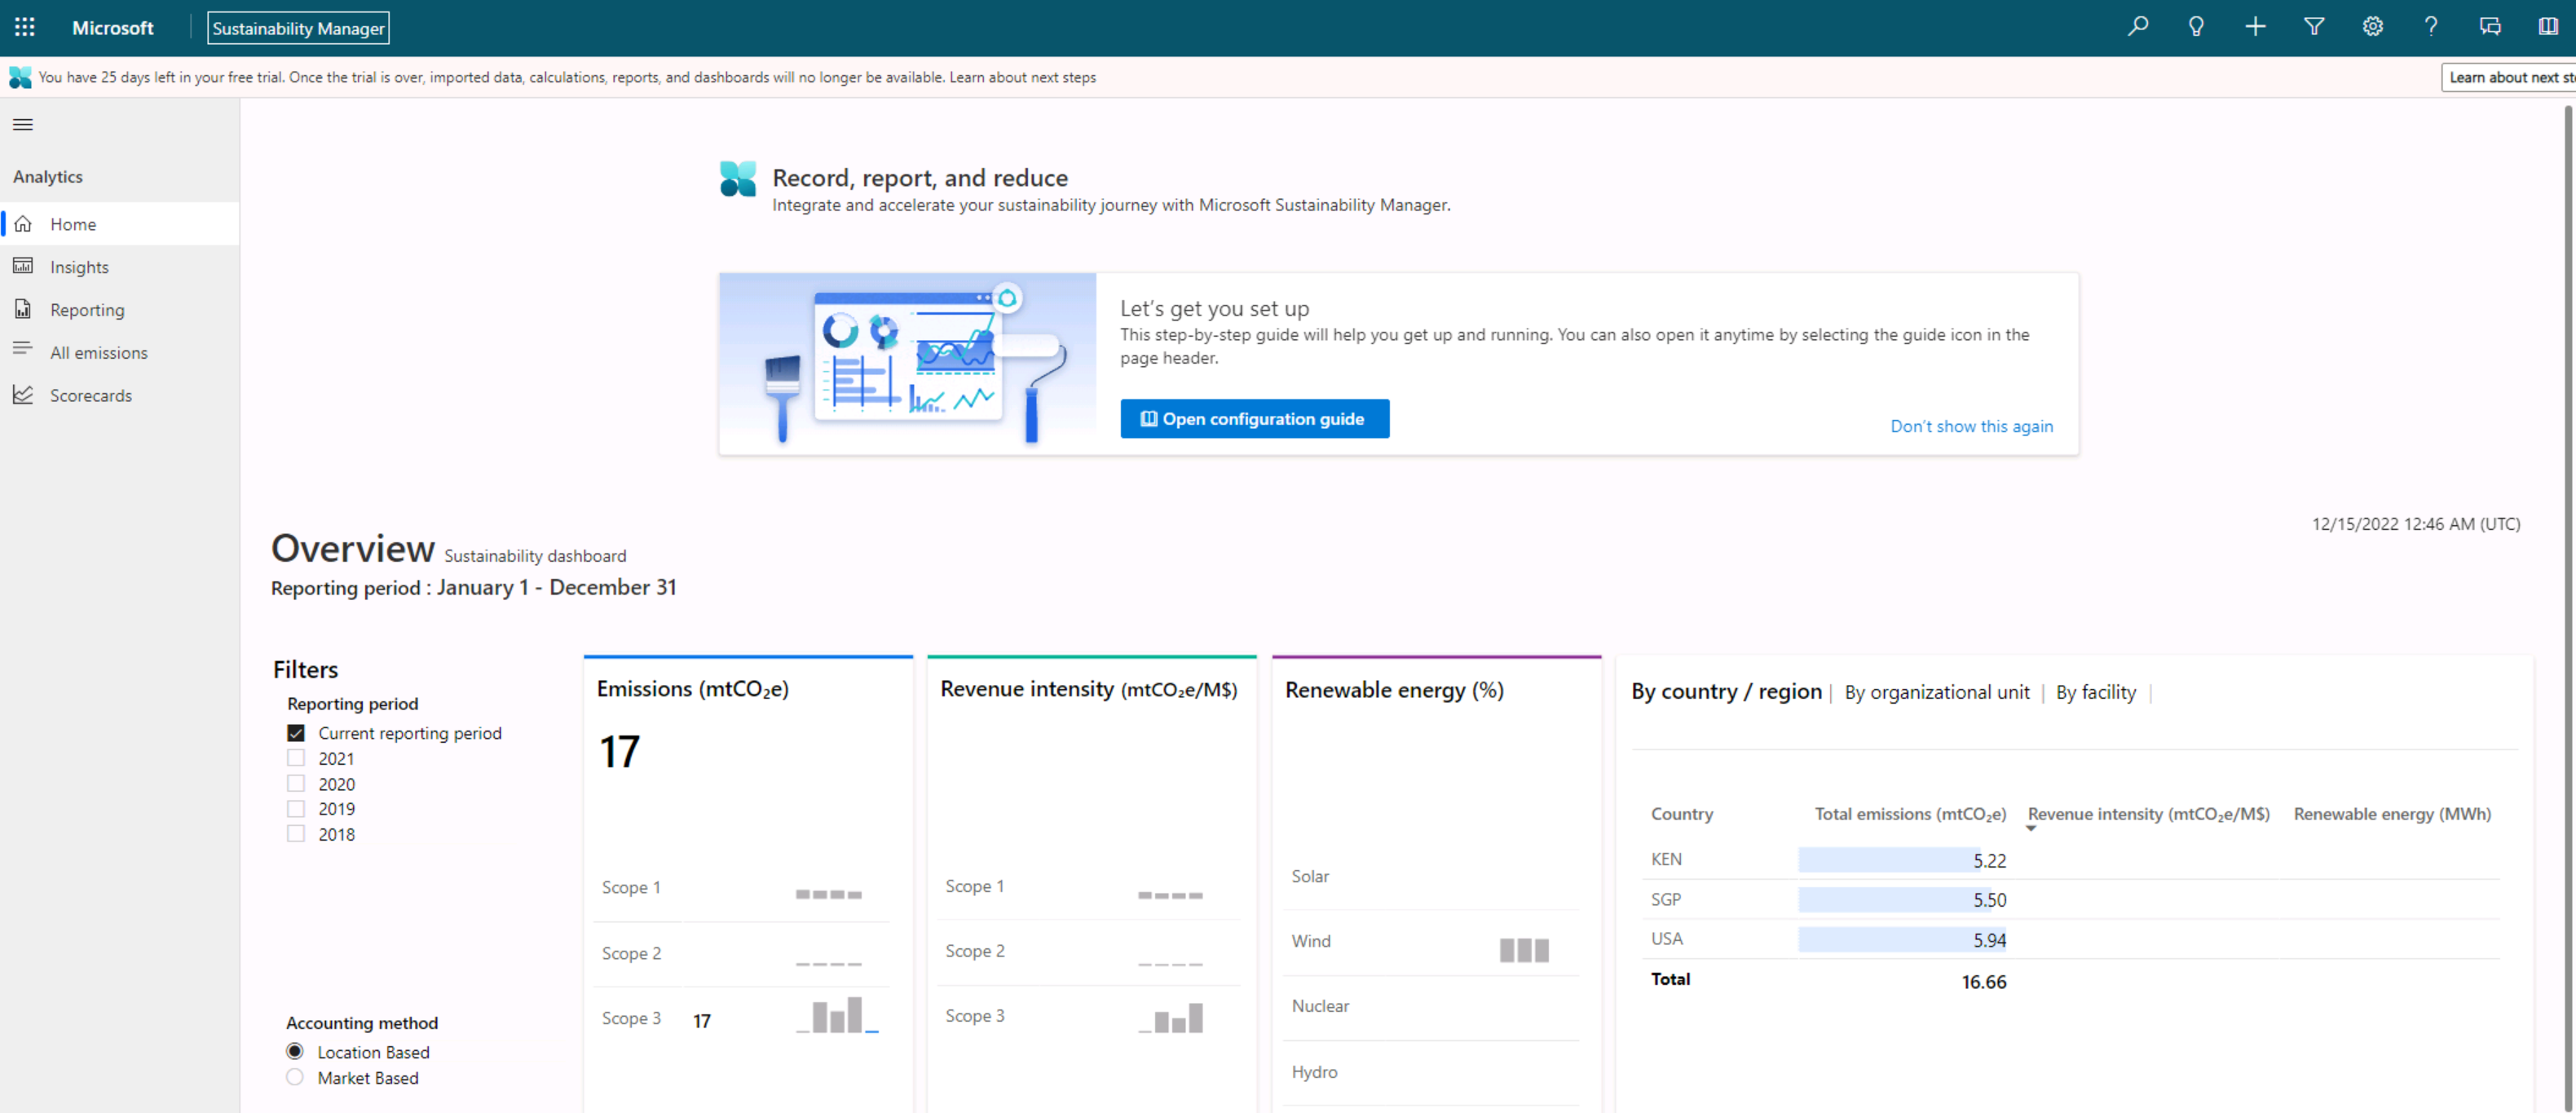 Microsoft
Sustainability Manager
You have 25 days left in your free trial. Once the trial is over, imported data, calculations, reports, and dashboards will no longer be available. Learn about next steps
Learn about next st
Analytics
Home
Insights
Reporting
All emissions
Scorecards
Record, report, and reduce
Integrate and accelerate your sustainability journey with Microsoft Sustainability Manager.
Let's get you set up
This step-by-step guide will help you get up and running. You can also open it anytime by selecting the guide icon in the
page header.
Open configuration guide
Don't show this again
12/15/2022 12:46 AM (UTC)
Overview Sustainability dashboard
Reporting period : January 1 - December 31
Filters
Reporting period
Current reporting period
2021
2020
2019
2018
Accounting method
Location Based
Market Based
Emissions (mtCO₂e)
17
Scope 1
Scope 2
Scope 3 17
Revenue intensity (mtCO₂e/M$)
Scope 1
Scope 2
Scope 3
Renewable energy (%)
Solar
Wind
Nuclear
Hydro
By country / region | By organizational unit | By facility |
Country Total emissions (mtCO₂e) Revenue intensity (mtCO₂e/M$) Renewable energy (MWh)
KEN 5.22
SGP 5.50
USA 5.94
Total 16.66